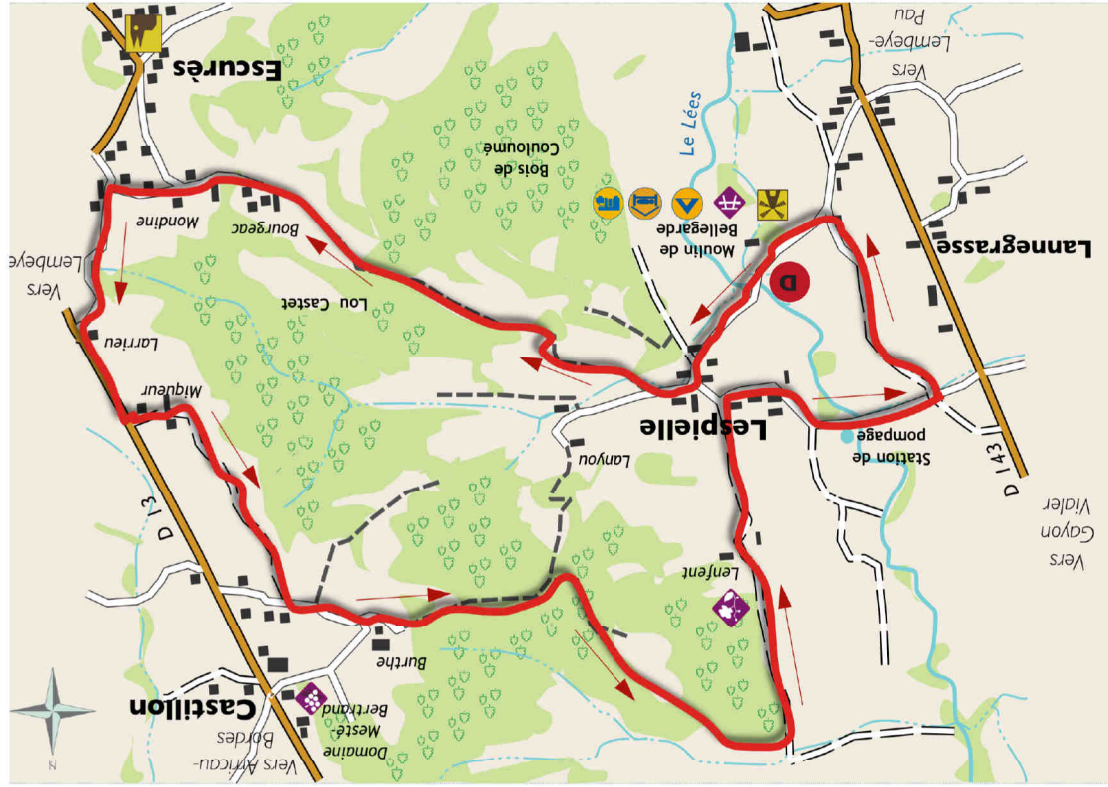 N
Vers Arricau-
Bordes
Domaine
Mesté-
Bertrand
Castillon
Burthe
Lenfent
Vers
Gayon
Vialer
D 143
D 13
Station de
pompage
Lanyou
Lespielle
Miqueur
Larrieu
Vers
Lembeye
Lou Castet
D
Lannegrasse
Moulin de
Bellegarde
Bourgeac
Mondine
Bois de
Couloumé
Le Lées
Escurès
Vers
Lembeye-
Pau